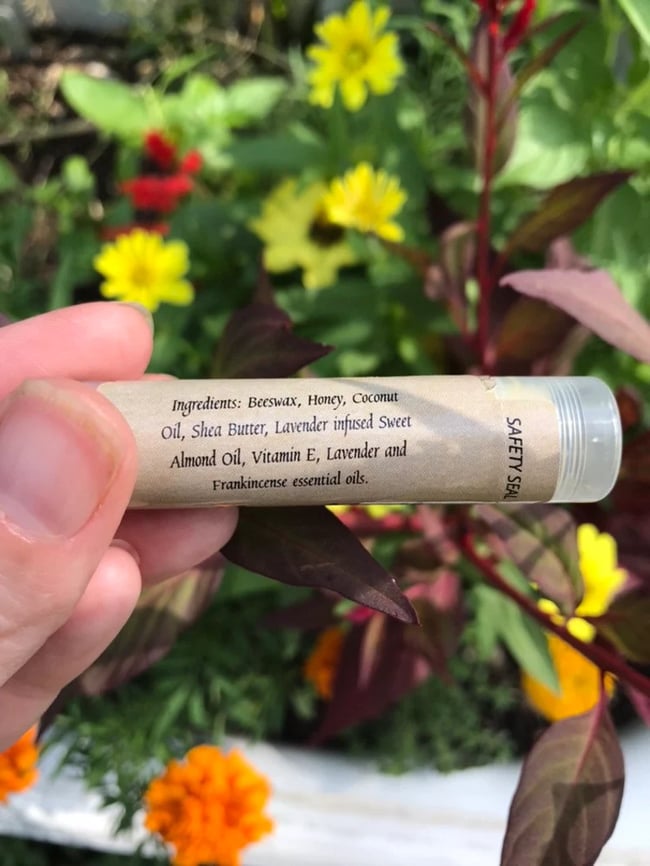 Ingredients: Beeswax, Honey, Coconut
Oil, Shea Butter, Lavender infused Sweet
Almond Oil, Vitamin E, Lavender and
Frankincense essential oils.
SAFETY SEAL